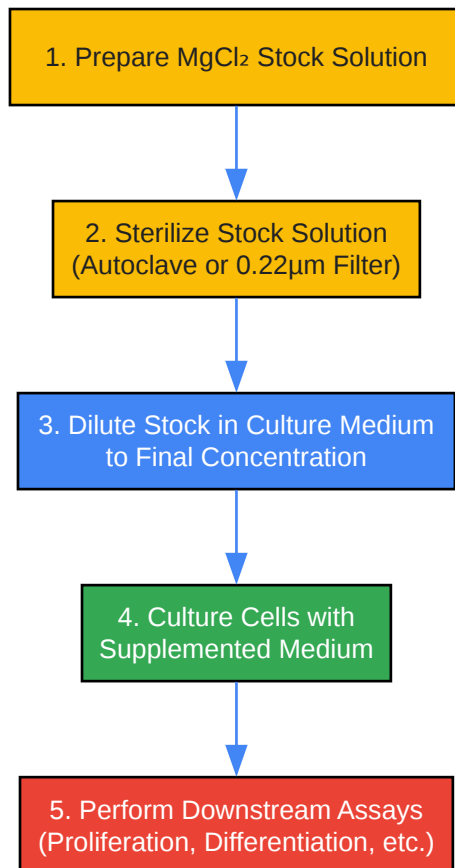 1. Prepare MgCl₂ Stock Solution
2. Sterilize Stock Solution
(Autoclave or 0.22µm Filter)
3. Dilute Stock in Culture Medium
to Final Concentration
4. Culture Cells with
Supplemented Medium
5. Perform Downstream Assays
(Proliferation, Differentiation, etc.)